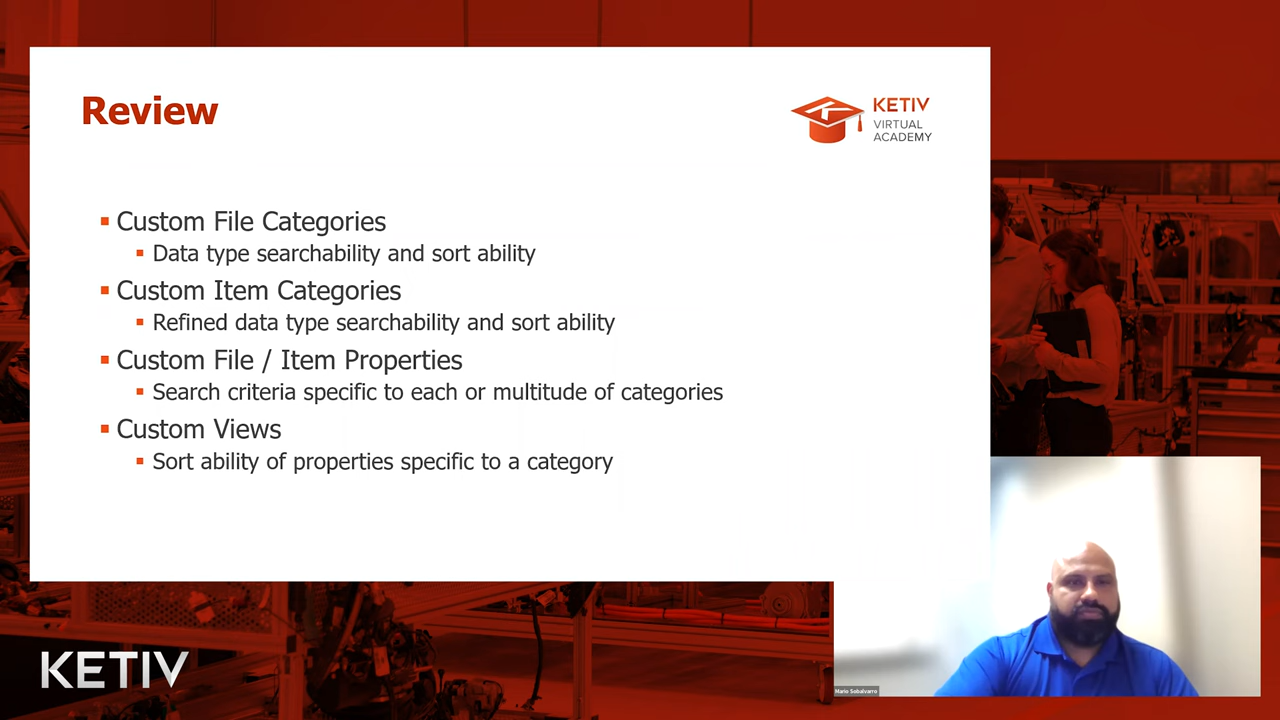 Review
KETIV
VIRTUAL
ACADEMY
▪ Custom File Categories
▪ Data type searchability and sort ability
▪ Custom Item Categories
▪ Refined data type searchability and sort ability
▪ Custom File / Item Properties
▪ Search criteria specific to each or multitude of categories
▪ Custom Views
▪ Sort ability of properties specific to a category
KETIV
Mario Sobalvarro